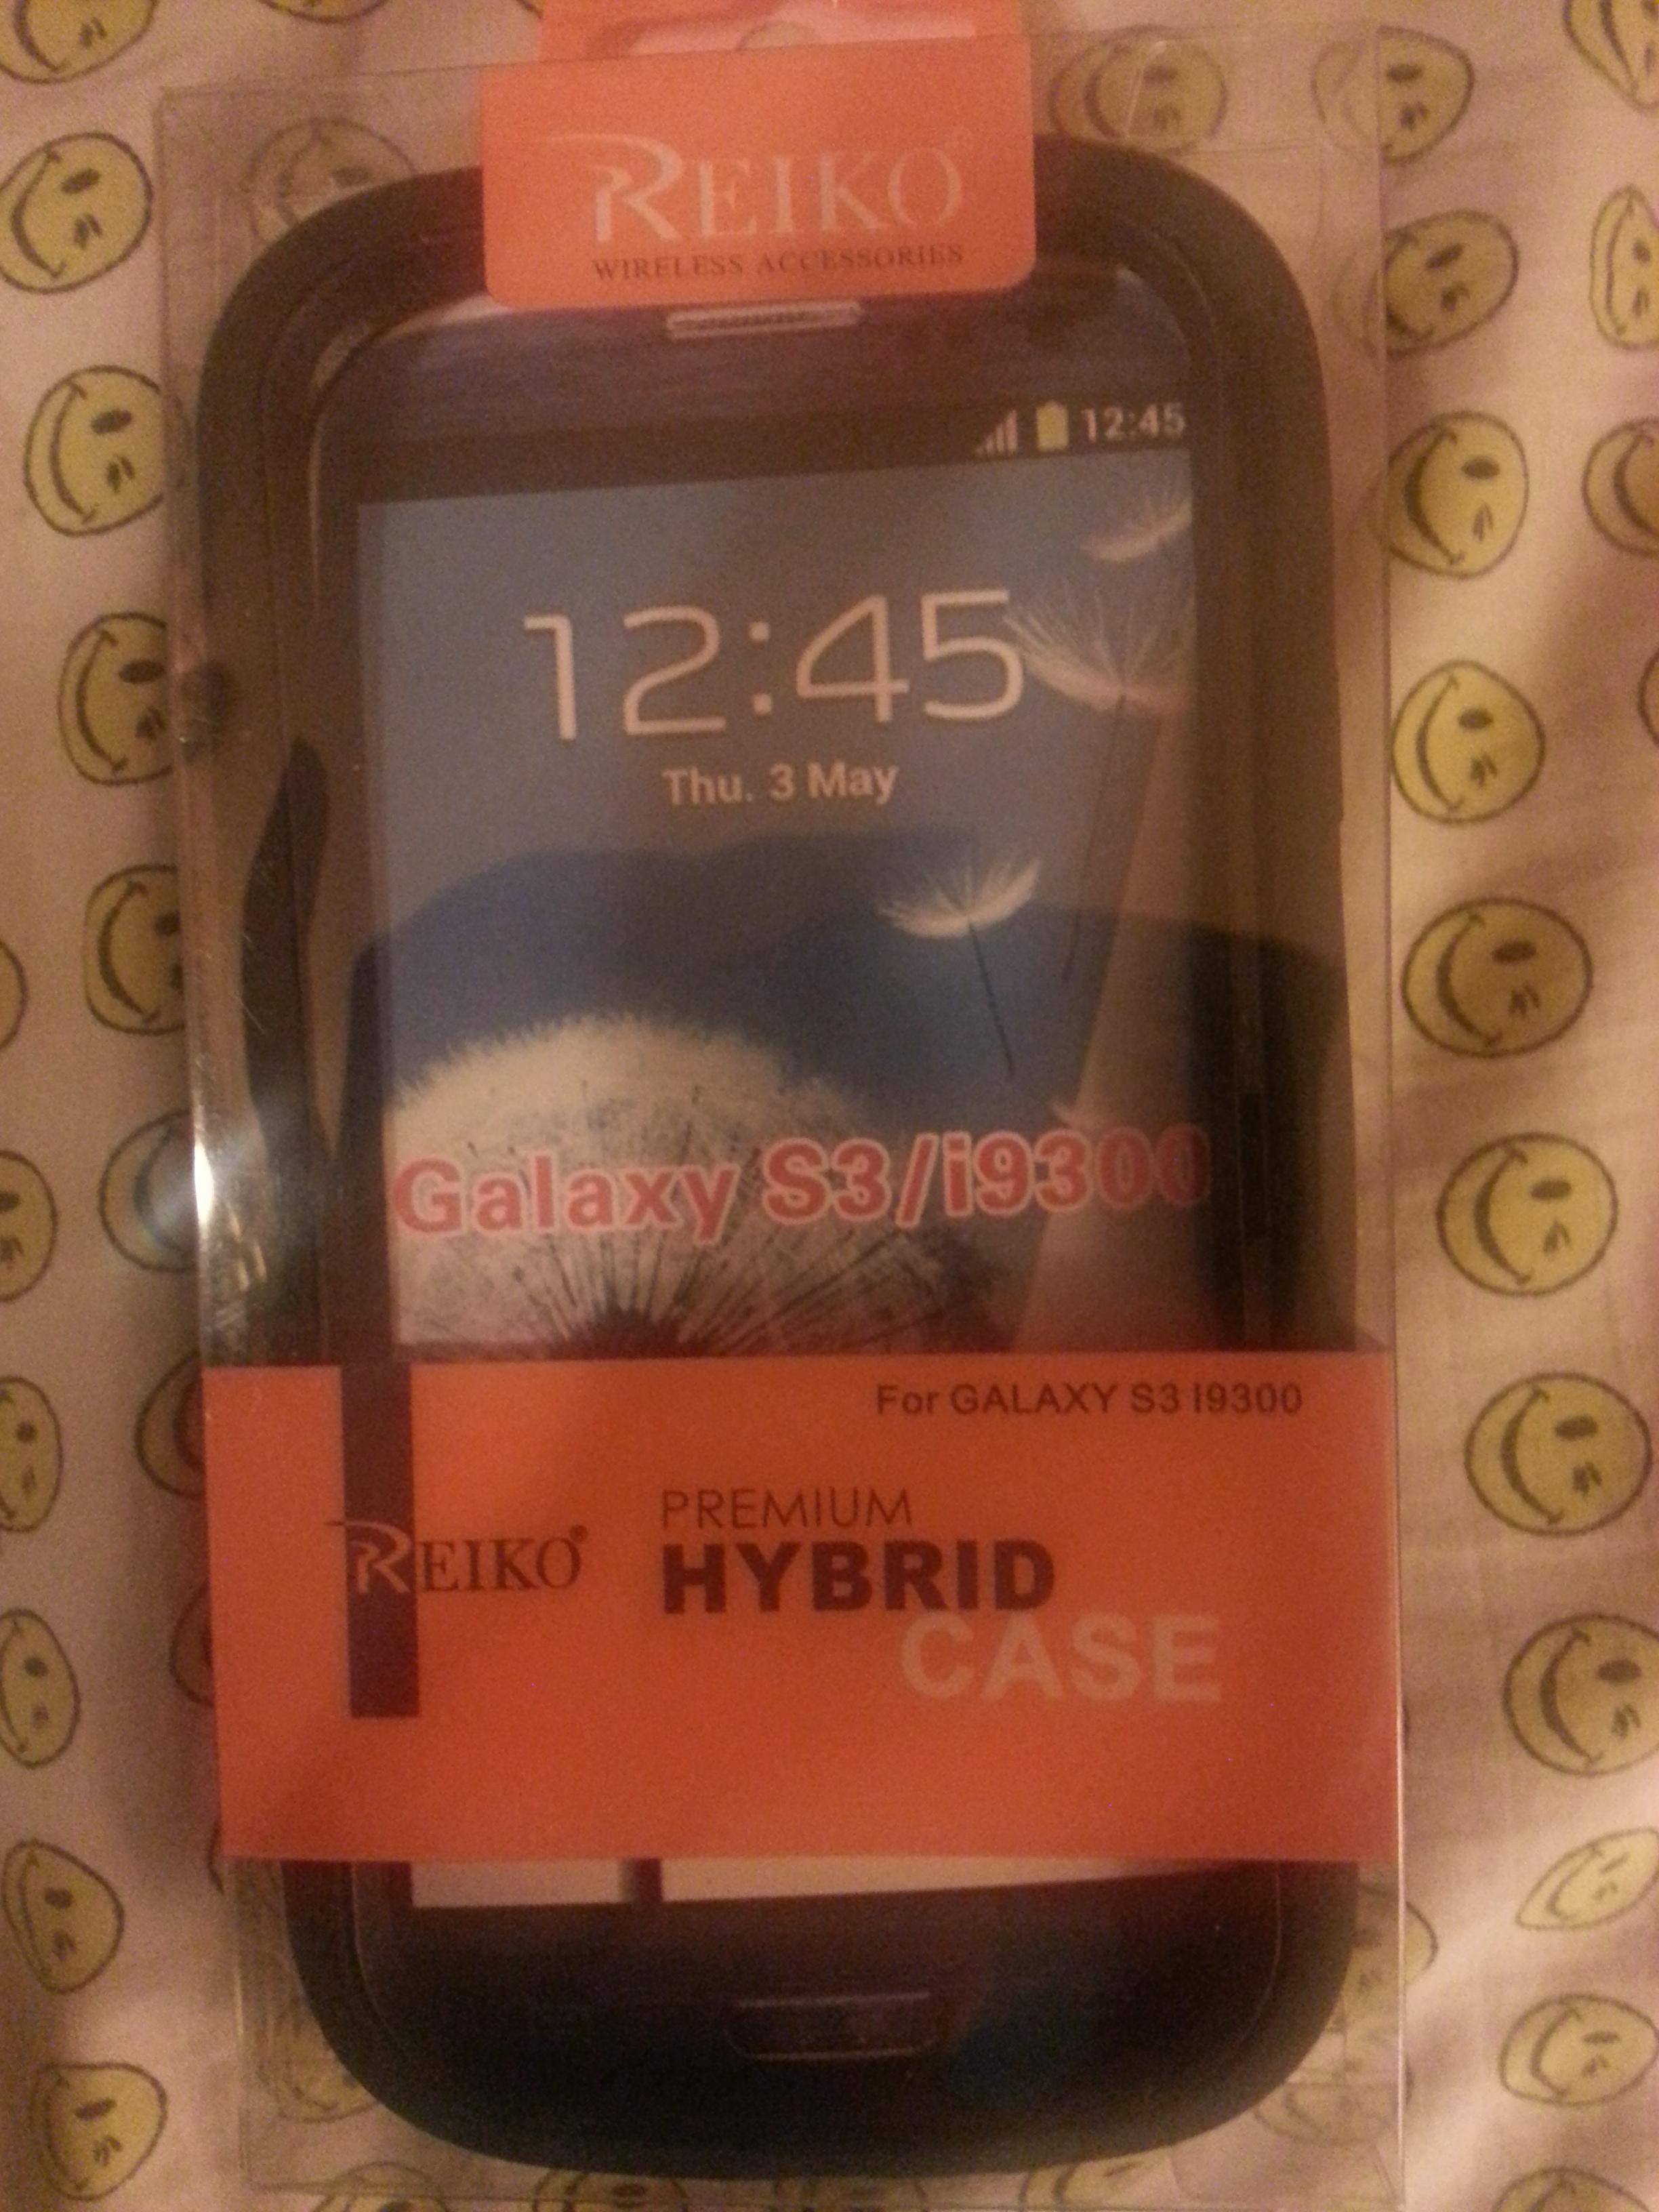 REIKO®
WIRELESS ACCESSORIES
12:45
12:45
Thu. 3 May
Galaxy S3/i9300
For GALAXY S3 I9300
REIKO®
PREMIUM
HYBRID
CASE